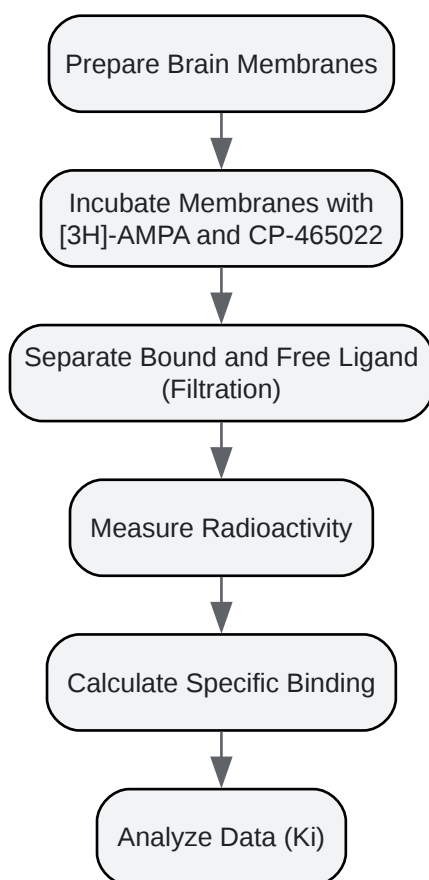 Prepare Brain Membranes
Incubate Membranes with
[3H]-AMPA and CP-465022
Separate Bound and Free Ligand
(Filtration)
Measure Radioactivity
Calculate Specific Binding
Analyze Data (Ki)